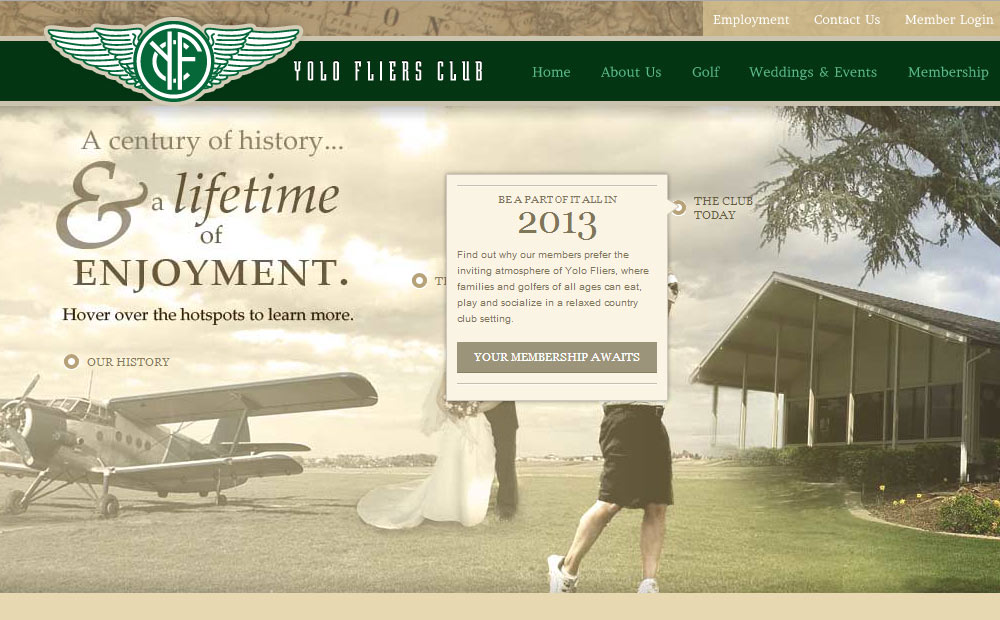 Employment Contact Us Member Login
YF
YOLO FLIERS CLUB
Home About Us Golf Weddings & Events Membership
A century of history...
& a lifetime
of
ENJOYMENT.
Hover over the hotspots to learn more.
OUR HISTORY
BE A PART OF IT ALL IN
2013
Find out why our members prefer the
inviting atmosphere of Yolo Fliers, where
families and golfers of all ages can eat,
play and socialize in a relaxed country
club setting.
YOUR MEMBERSHIP AWAITS
THE CLUB
TODAY